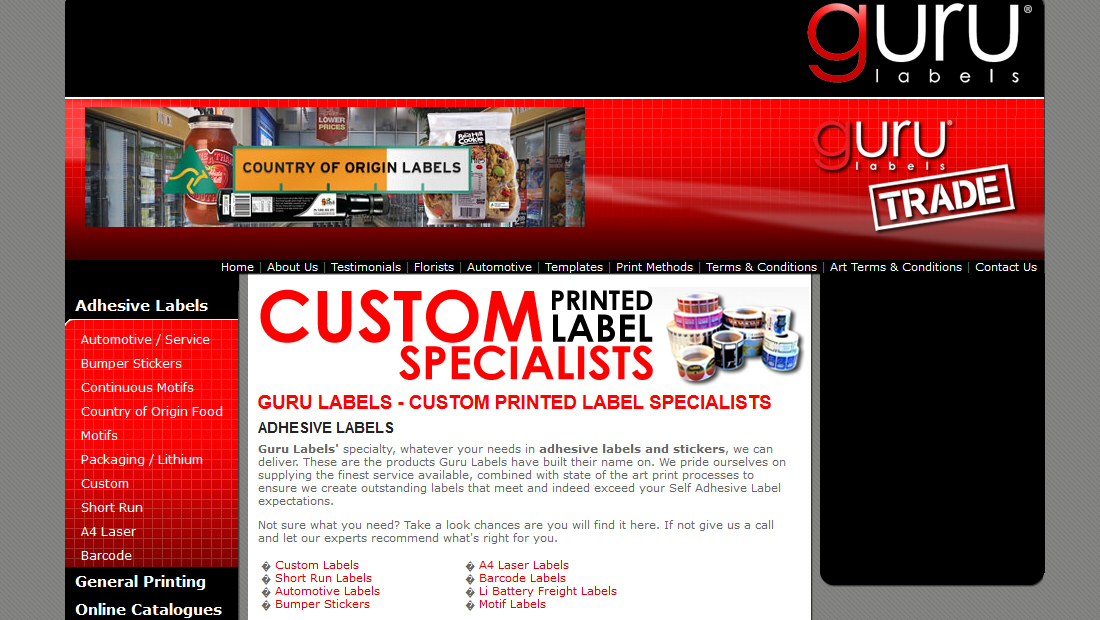 guru®
labels
LOWER
PRICES
COUNTRY OF ORIGIN LABELS
Red Hill
Cookie
guru®
labels
TRADE
Home | About Us | Testimonials | Florists | Automotive | Templates | Print Methods | Terms & Conditions | Art Terms & Conditions | Contact Us
Adhesive Labels
Automotive / Service
Bumper Stickers
Continuous Motifs
Country of Origin Food
Motifs
Packaging / Lithium
Custom
Short Run
A4 Laser
Barcode
General Printing
Online Catalogues
CUSTOM PRINTED
LABEL
SPECIALISTS
guru
GURU LABELS - CUSTOM PRINTED LABEL SPECIALISTS
ADHESIVE LABELS
Guru Labels' specialty, whatever your needs in adhesive labels and stickers, we can
deliver. These are the products Guru Labels have built their name on. We pride ourselves on
supplying the finest service available, combined with state of the art print processes to
ensure we create outstanding labels that meet and indeed exceed your Self Adhesive Label
expectations.
Not sure what you need? Take a look chances are you will find it here. If not give us a call
and let our experts recommend what's right for you.
� Custom Labels
� Short Run Labels
� Automotive Labels
� Bumper Stickers
� A4 Laser Labels
� Barcode Labels
� Li Battery Freight Labels
� Motif Labels